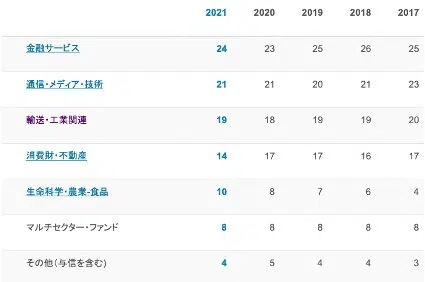 2021 2020 2019 2018 2017
金融サービス 24 23 25 26 25
通信・メディア・技術 21 21 20 21 23
輸送・工業関連 19 18 19 19 20
消費財・不動産 14 17 17 16 17
生命科学・農業-食品 10 8 7 6 4
マルチセクター・ファンド 8 8 8 8 8
その他（与信を含む) 4 5 4 4 3